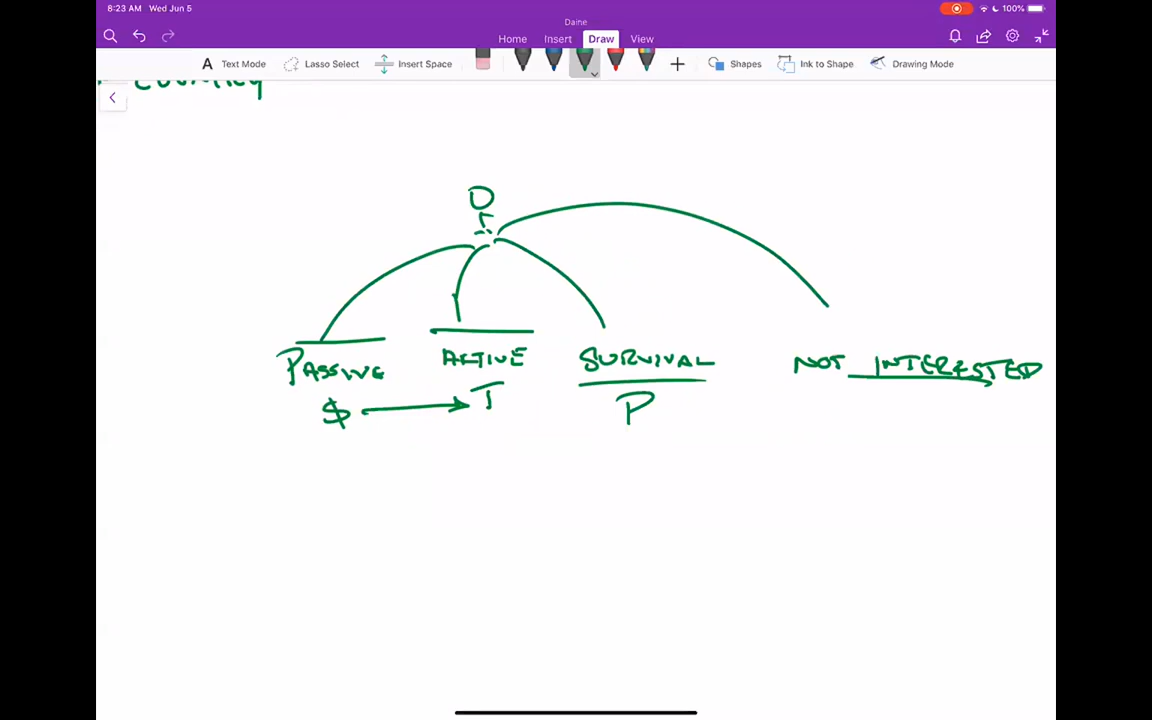 8:23 AM Wed Jun 5
100%
Daine
Home Insert Draw View
Text Mode Lasso Select Insert Space Shapes Ink to Shape Drawing Mode
D
PASSIVE ACTIVE SURVIVAL NOT INTERESTED
$ T P